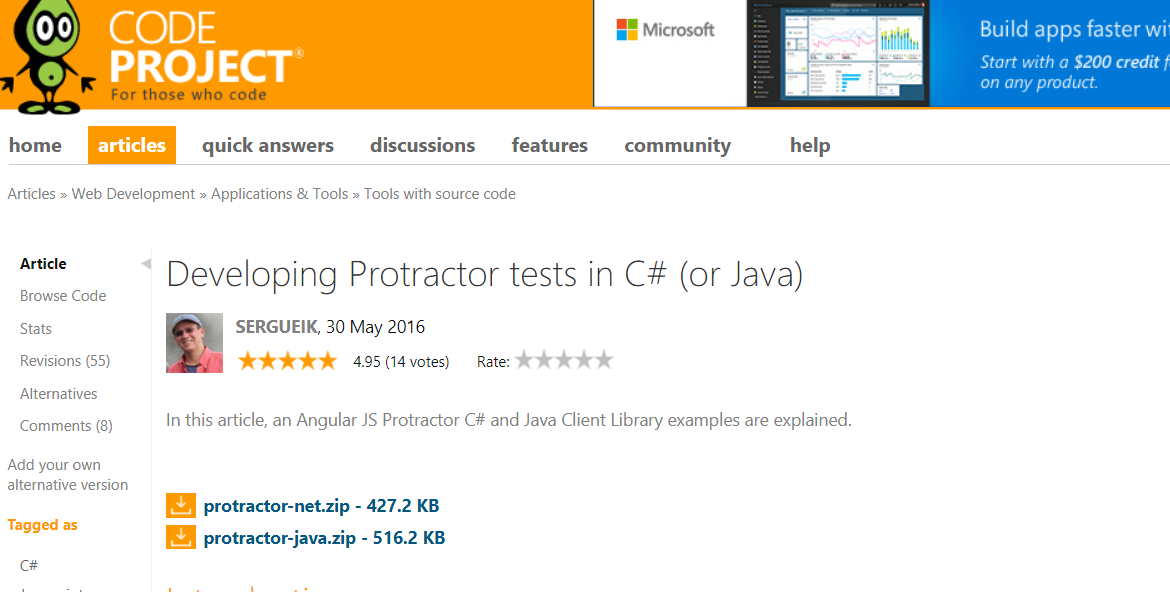 CODE
PROJECT®
For those who code
Microsoft
Build apps faster wi
Start with a $200 credit f
on any product.
home articles quick answers discussions features community help
Articles » Web Development » Applications & Tools » Tools with source code
Article
Browse Code
Stats
Revisions (55)
Alternatives
Comments (8)
Add your own
alternative version
Tagged as
C#
Developing Protractor tests in C# (or Java)
SERGUEIK, 30 May 2016
4.95 (14 votes) Rate:
In this article, an Angular JS Protractor C# and Java Client Library examples are explained.
protractor-net.zip - 427.2 KB
protractor-java.zip - 516.2 KB